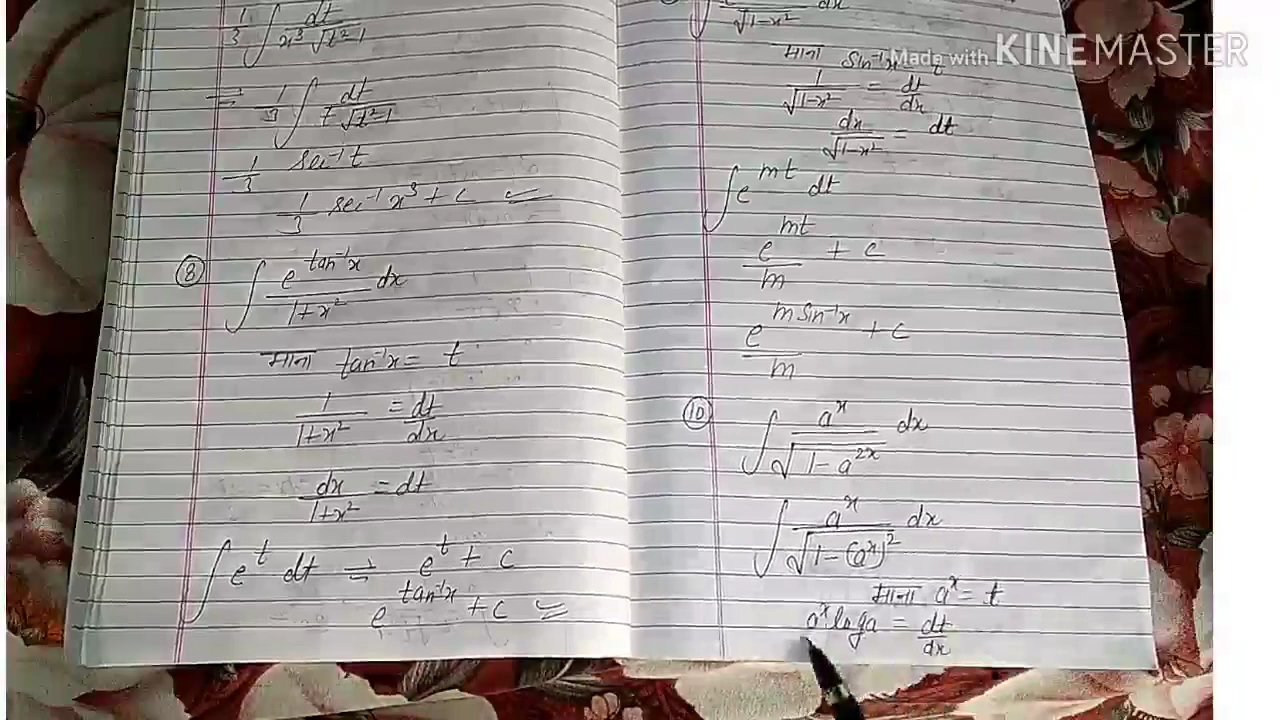 1/3 ∫ dt / x³ √t²-1
⇒ 1/3 ∫ dt / t √t²-1
1/3 sec⁻¹t
1/3 sec⁻¹x³ + c
8 ∫ e^tan⁻¹x / 1+x² dx
माना tan⁻¹x = t
1 / 1+x² = dt / dx
dx / 1+x² = dt
∫ e^t dt ⇒ e^t + c
e^tan⁻¹x + c
√1-x² dx
Made with KINEMASTER
माना sin⁻¹x t
1 / √1-x² = dt / dx
dx / √1-x² = dt
∫ e^mt dt
e^mt / m + c
e^m sin⁻¹x / m + c
10 ∫ a^x / √1-a^2x dx
∫ a^x / √1-(a^x)² dx
माना a^x = t
a^x log a = dt / dx